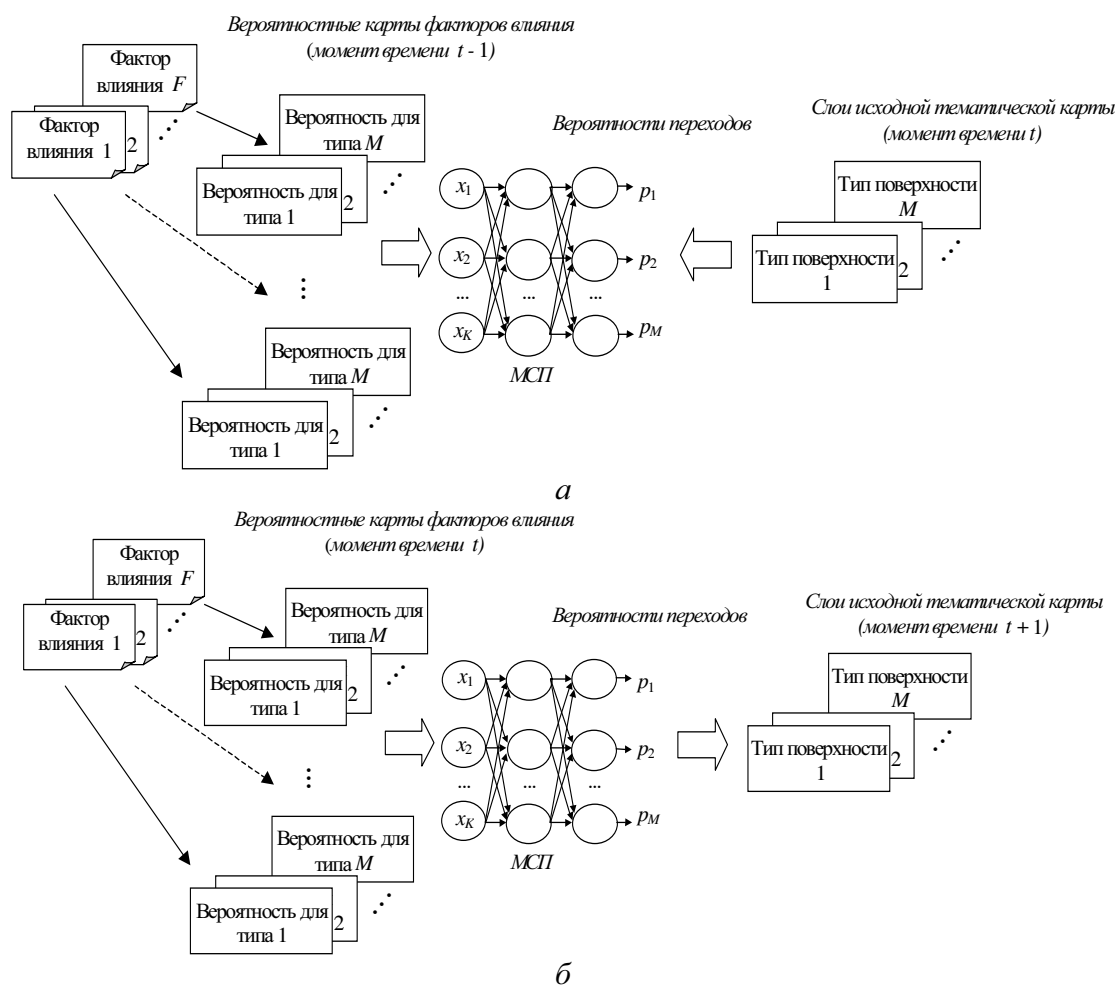 Вероятностные карты факторов влияния
(момент времени t - 1)
Фактор
влияния F
Фактор
влияния 1
2
Вероятность для
типа M
Вероятность для
типа 1
2
Вероятность для
типа M
Вероятность для
типа 1
2
Вероятности переходов
x1
x2
...
xK
...
...
p1
p2
pM
МСП
Слои исходной тематической карты
(момент времени t)
Тип поверхности
M
Тип поверхности
1
2
а
Вероятностные карты факторов влияния
(момент времени t)
Фактор
влияния F
Фактор
влияния 1
2
Вероятность для
типа M
Вероятность для
типа 1
2
Вероятность для
типа M
Вероятность для
типа 1
2
Вероятности переходов
x1
x2
...
xK
...
...
p1
p2
pM
МСП
Слои исходной тематической карты
(момент времени t + 1)
Тип поверхности
M
Тип поверхности
1
2
б